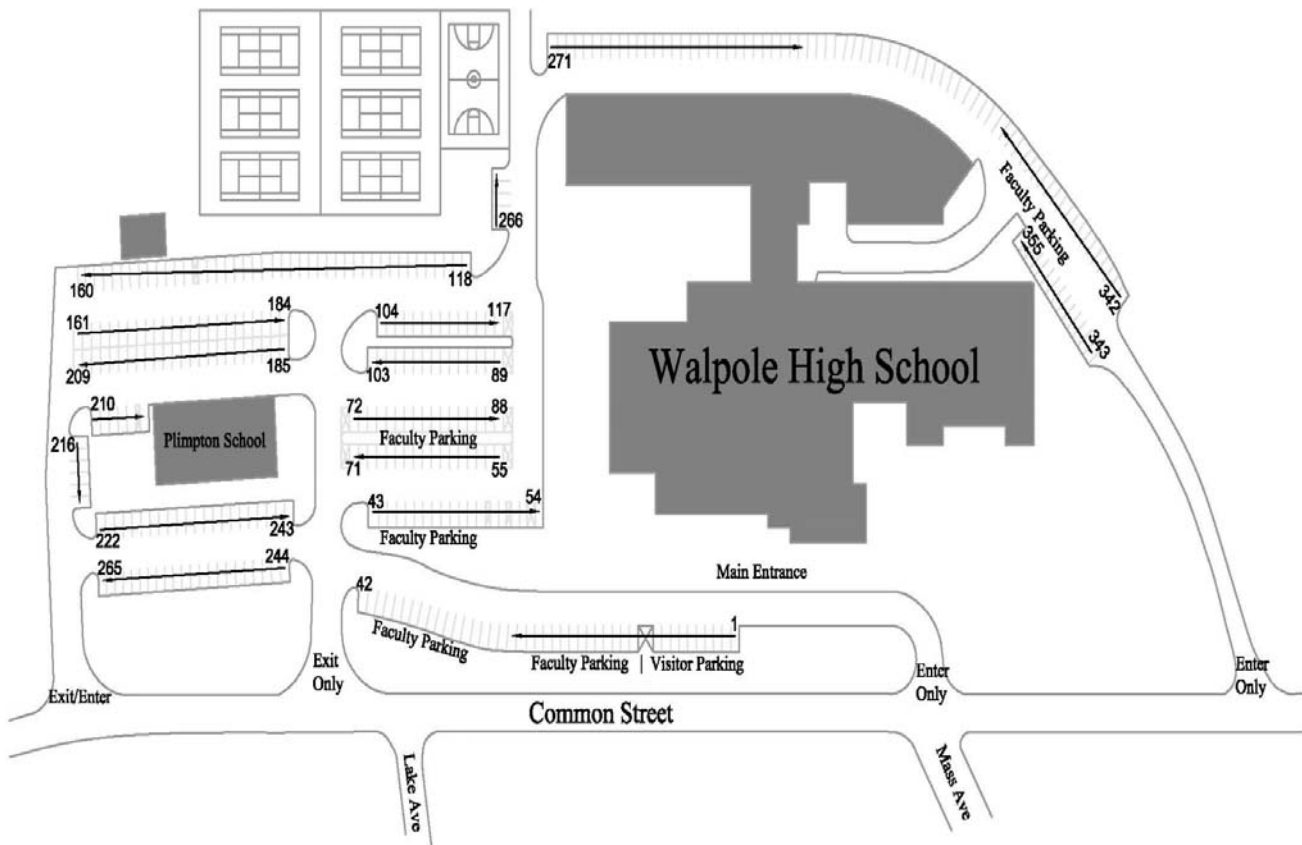 271
266
Faculty Parking
355
342
343
160
118
184
161
104
117
209
185
103
89
210
72
88
Faculty Parking
216
71
55
Plimpton School
Walpole High School
43
54
Faculty Parking
222
243
265
244
42
1
Main Entrance
Faculty Parking
Faculty Parking | Visitor Parking
Exit/Enter
Exit
Only
Enter
Only
Enter
Only
Common Street
Lake Ave
Mass Ave